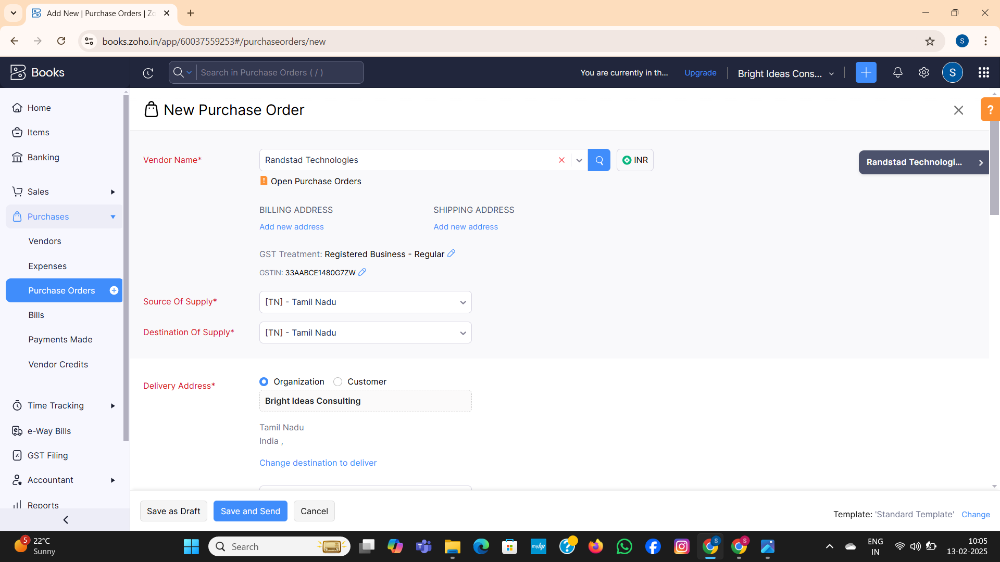 Add New | Purchase Orders | Zo
books.zoho.in/app/60037559253#/purchaseorders/new
S
Books
Search in Purchase Orders ( / )
You are currently in th...
Upgrade
Bright Ideas Cons...
S
Home
Items
Banking
Sales
Purchases
Vendors
Expenses
Purchase Orders
Bills
Payments Made
Vendor Credits
Time Tracking
e-Way Bills
GST Filing
Accountant
Reports
New Purchase Order
?
Vendor Name*
Randstad Technologies
INR
Randstad Technologi...
Open Purchase Orders
BILLING ADDRESS
SHIPPING ADDRESS
Add new address
Add new address
GST Treatment: Registered Business - Regular
GSTIN: 33AABCE1480G7ZW
Source Of Supply*
[TN] - Tamil Nadu
Destination Of Supply*
[TN] - Tamil Nadu
Delivery Address*
Organization
Customer
Bright Ideas Consulting
Tamil Nadu
India ,
Change destination to deliver
Save as Draft
Save and Send
Cancel
Template: 'Standard Template'
Change
5
22°C
Sunny
Search
myhp
S
S
ENG
IN
10:05
13-02-2025